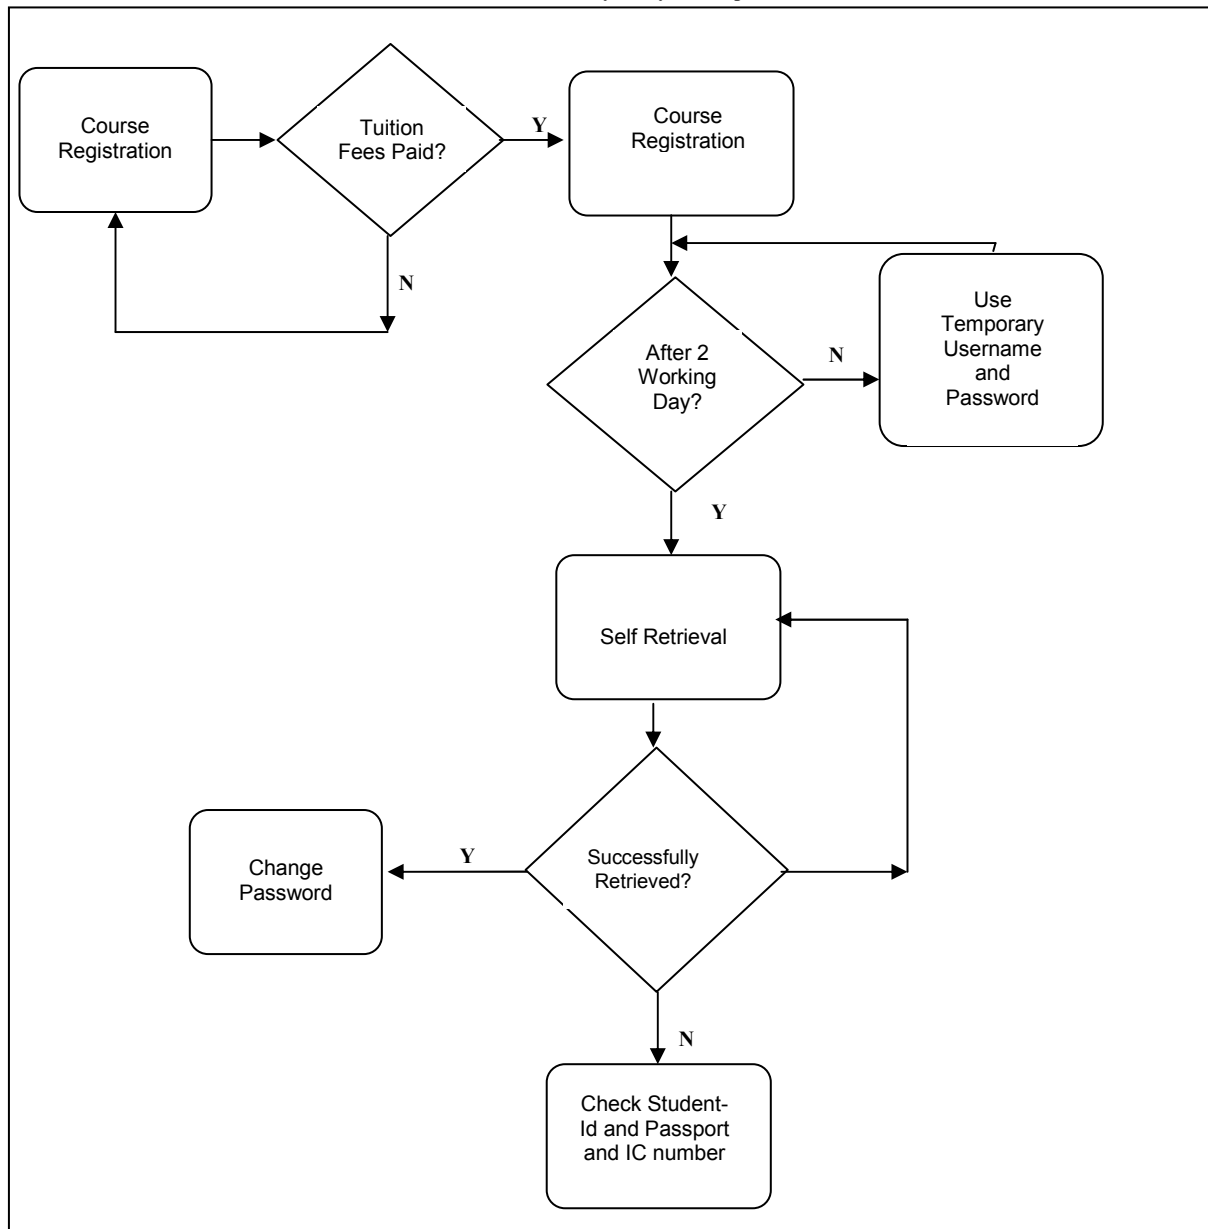 Course
Registration
Tuition
Fees Paid?
Y
Course
Registration
N
After 2
Working
Day?
N
Use
Temporary
Username
and
Password
Y
Self Retrieval
Successfully
Retrieved?
Y
Change
Password
N
Check Student-
Id and Passport
and IC number